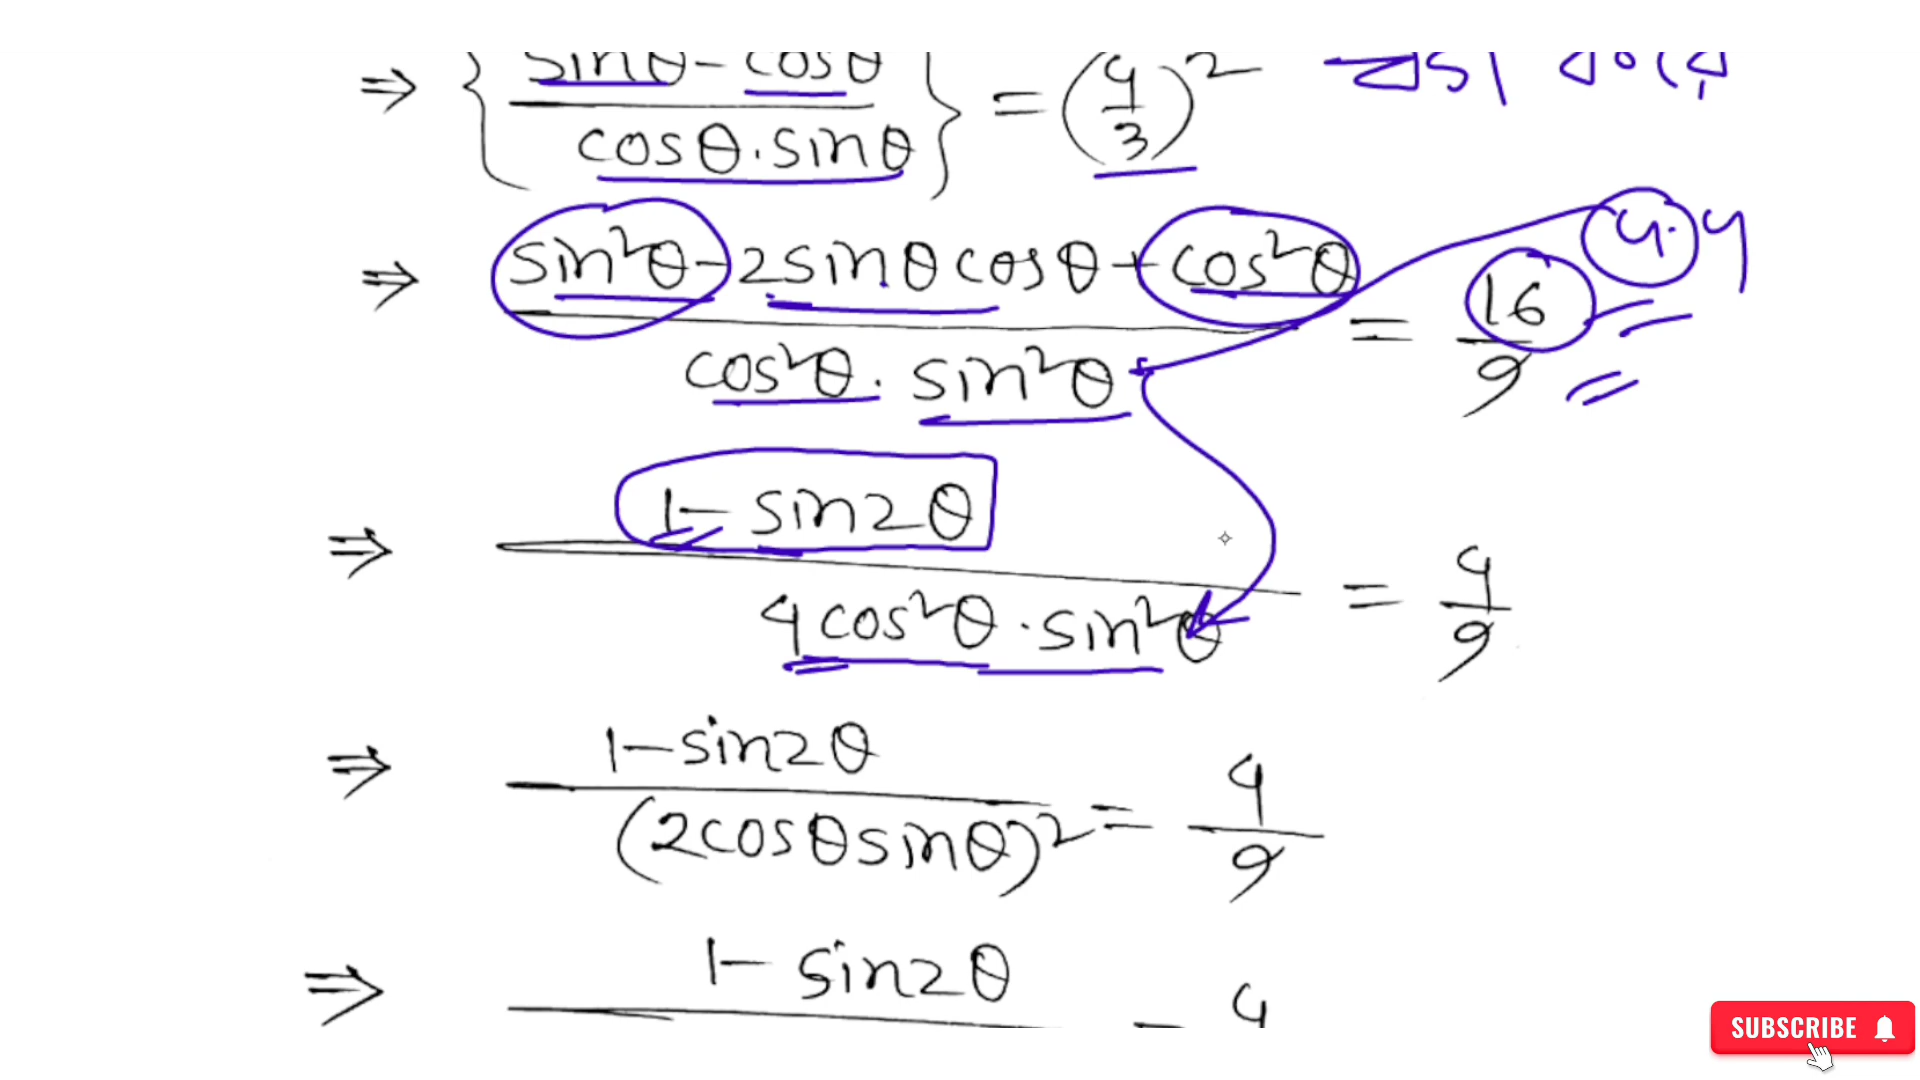 ⇒ { sinθ - cosθ / cosθ.sinθ } = (4/3)²
⇒ sin²θ - 2sinθcosθ + cos²θ / cos²θ . sin²θ = 16/9 4.4
⇒ 1 - sin2θ / 4cos²θ . sin²θ = 4/9
⇒ 1 - sin2θ / (2cosθsinθ)² = 4/9
⇒ 1 - sin2θ
4
SUBSCRIBE